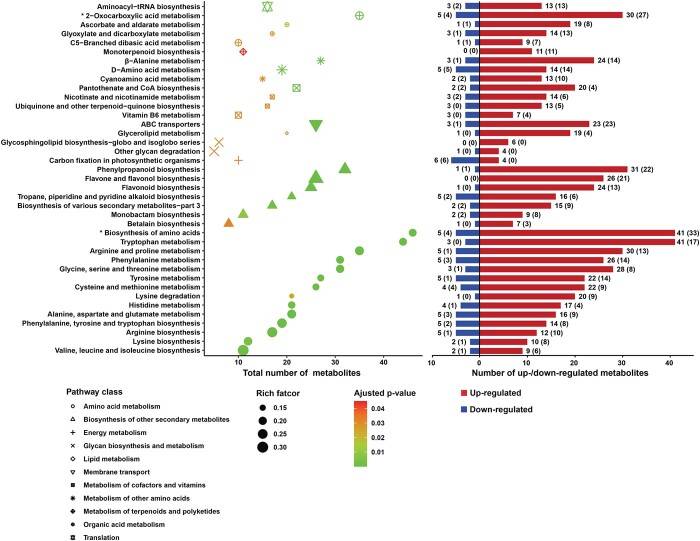 Aminoacyl-tRNA biosynthesis 3 (2) 13 (13)
* 2-Oxocarboxylic acid metabolism 5 (4) 30 (27)
Ascorbate and aldarate metabolism 1 (1) 19 (8)
Glyoxylate and dicarboxylate metabolism 3 (1) 14 (13)
C5-Branched dibasic acid metabolism 1 (1) 9 (7)
Monoterpenoid biosynthesis 0 (0) 11 (11)
β-Alanine metabolism 3 (1) 24 (14)
D-Amino acid metabolism 5 (5) 14 (14)
Cyanoamino acid metabolism 2 (2) 13 (10)
Pantothenate and CoA biosynthesis 2 (2) 20 (4)
Nicotinate and nicotinamide metabolism 3 (2) 14 (6)
Ubiquinone and other terpenoid-quinone biosynthesis 3 (0) 13 (5)
Vitamin B6 metabolism 3 (0) 7 (4)
ABC transporters 3 (1) 23 (23)
Glycerolipid metabolism 1 (0) 19 (4)
Glycosphingolipid biosynthesis-globo and isoglobo series 0 (0) 6 (0)
Other glycan degradation 1 (0) 4 (0)
Carbon fixation in photosynthetic organisms 6 (6) 4 (0)
Phenylpropanoid biosynthesis 1 (1) 31 (22)
Flavone and flavonol biosynthesis 0 (0) 26 (21)
Flavonoid biosynthesis 1 (0) 24 (13)
Tropane, piperidine and pyridine alkaloid biosynthesis 5 (2) 16 (6)
Biosynthesis of various secondary metabolites-part 3 2 (2) 15 (9)
Monobactam biosynthesis 2 (2) 9 (8)
Betalain biosynthesis 1 (0) 7 (3)
* Biosynthesis of amino acids 5 (4) 41 (33)
Tryptophan metabolism 3 (0) 41 (17)
Arginine and proline metabolism 5 (1) 30 (13)
Phenylalanine metabolism 5 (3) 26 (14)
Glycine, serine and threonine metabolism 3 (1) 28 (8)
Tyrosine metabolism 5 (1) 22 (14)
Cysteine and methionine metabolism 4 (4) 22 (9)
Lysine degradation 1 (0) 20 (9)
Histidine metabolism 4 (1) 17 (4)
Alanine, aspartate and glutamate metabolism 5 (3) 16 (9)
Phenylalanine, tyrosine and tryptophan biosynthesis 5 (2) 14 (8)
Arginine biosynthesis 5 (1) 12 (10)
Lysine biosynthesis 2 (1) 10 (8)
Valine, leucine and isoleucine biosynthesis 2 (1) 9 (6)
10 20 30 40 10 0 10 20 30 40
Total number of metabolites Number of up-/down-regulated metabolites
Pathway class Rich fatcor Ajusted p-value Up-regulated
Amino acid metabolism 0.15 0.04 Down-regulated
Biosynthesis of other secondary metabolites 0.20 0.03
Energy metabolism 0.25 0.02
Glycan biosynthesis and metabolism 0.30 0.01
Lipid metabolism
Membrane transport
Metabolism of cofactors and vitamins
Metabolism of other amino acids
Metabolism of terpenoids and polyketides
Organic acid metabolism
Translation